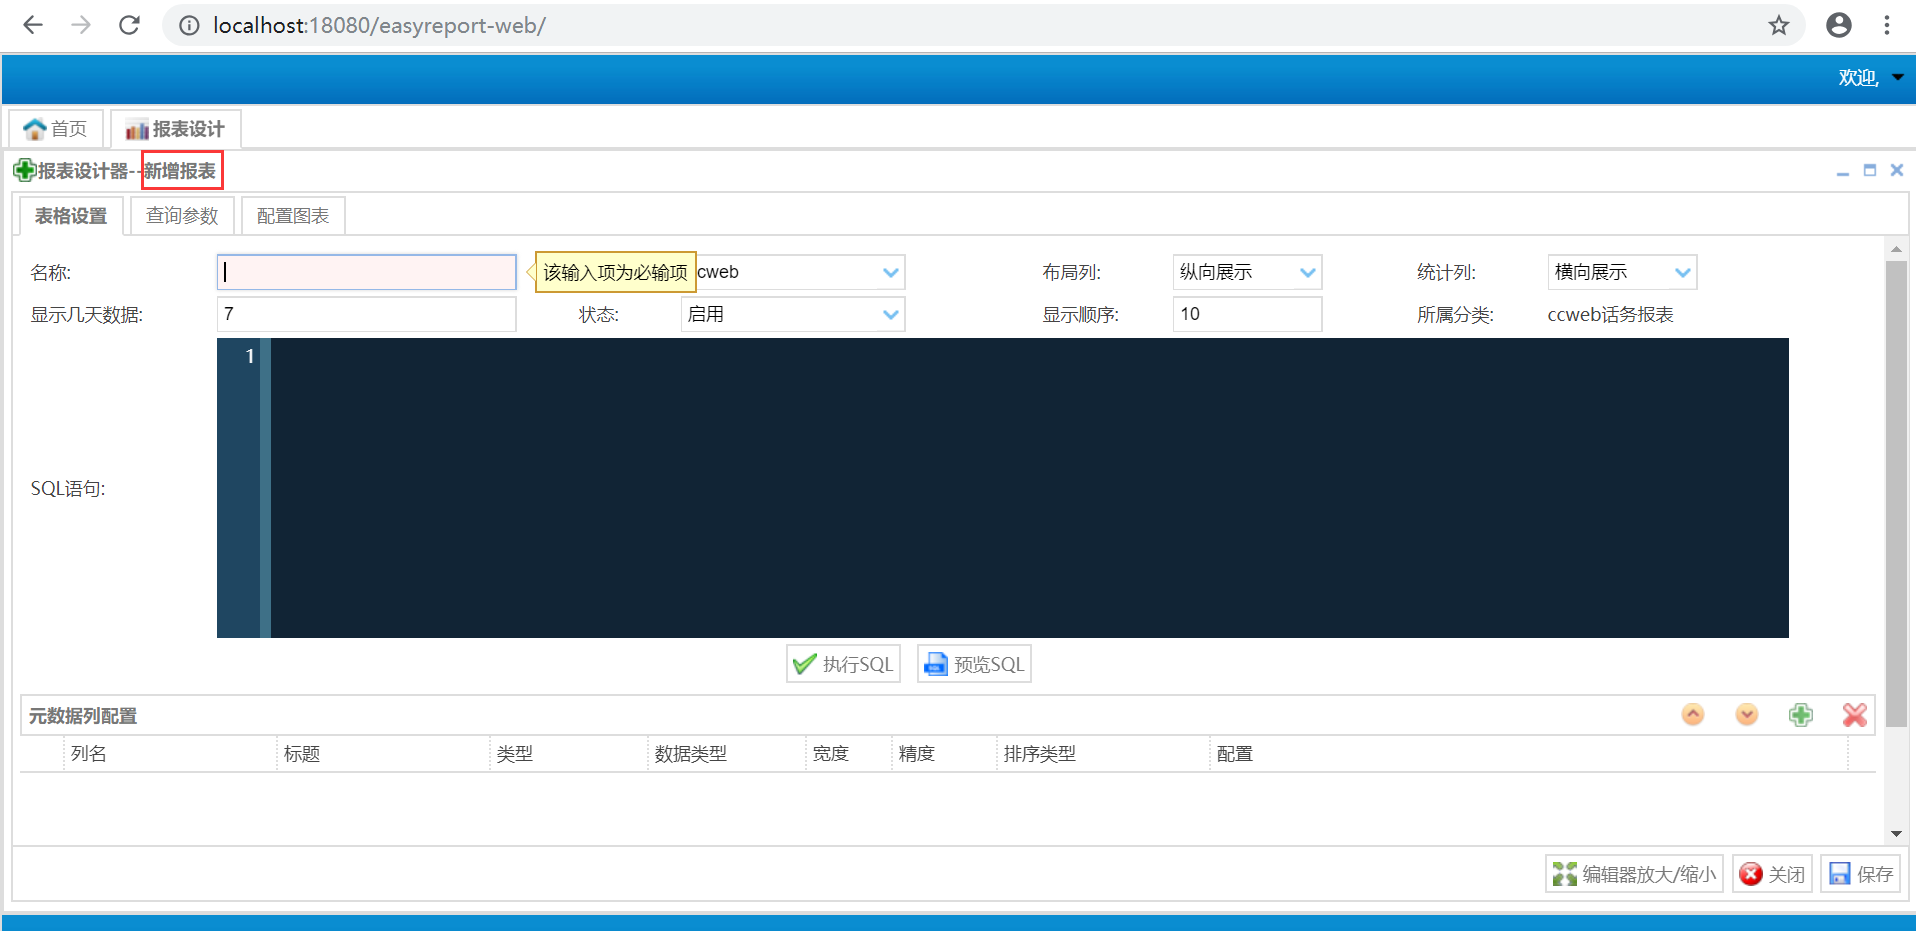 localhost:18080/easyreport-web/
欢迎,
首页 报表设计
报表设计器--新增报表
表格设置 查询参数 配置图表
名称: 该输入项为必输项 cweb 布局列: 纵向展示 统计列: 横向展示
显示几天数据: 7 状态: 启用 显示顺序: 10 所属分类: ccweb话务报表
1
SQL语句:
执行SQL 预览SQL
元数据列配置
列名 标题 类型 数据类型 宽度 精度 排序类型 配置
编辑器放大/缩小 关闭 保存